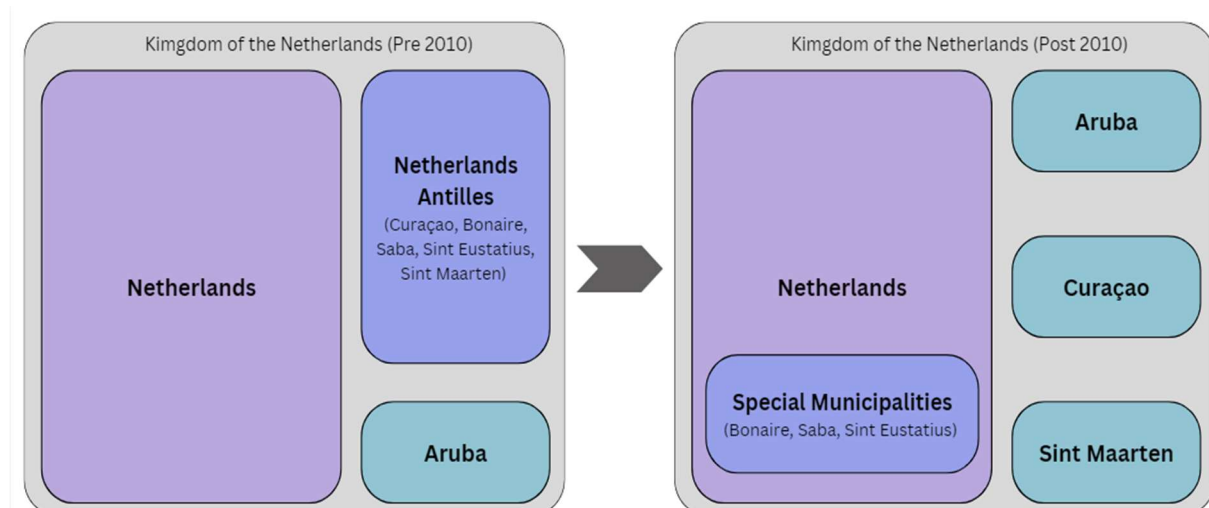 Kimgdom of the Netherlands (Pre 2010)
Netherlands
Netherlands
Antilles
(Curaçao, Bonaire,
Saba, Sint Eustatius,
Sint Maarten)
Aruba
Kingdom of the Netherlands (Post 2010)
Netherlands
Special Municipalities
(Bonaire, Saba, Sint Eustatius)
Aruba
Curaçao
Sint Maarten